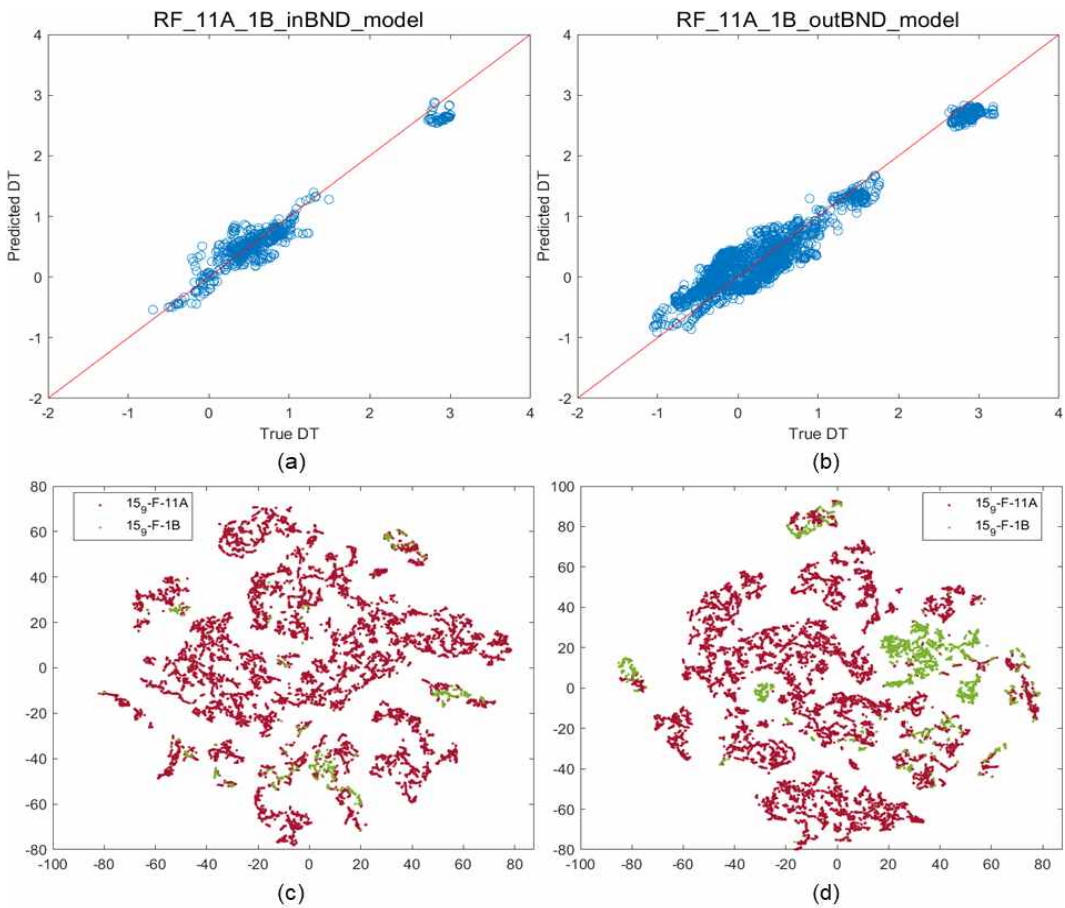 RF_11A_1B_inBND_model
4
3
2
1
0
-1
-2
Predicted DT
-2 -1 0 1 2 3 4
True DT
(a)
RF_11A_1B_outBND_model
4
3
2
1
0
-1
-2
Predicted DT
-2 -1 0 1 2 3 4
True DT
(b)
80
60
40
20
0
-20
-40
-60
-80
15₉-F-11A
15₉-F-1B
-100 -80 -60 -40 -20 0 20 40 60 80
(c)
100
80
60
40
20
0
-20
-40
-60
-80
15₉-F-11A
15₉-F-1B
-100 -80 -60 -40 -20 0 20 40 60 80
(d)